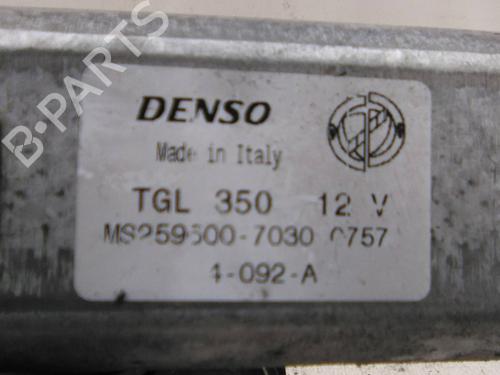 DENSO
Made in Italy
TGL 350 12 V
MS259600-7030 0757
4-092-A
B-PARTS